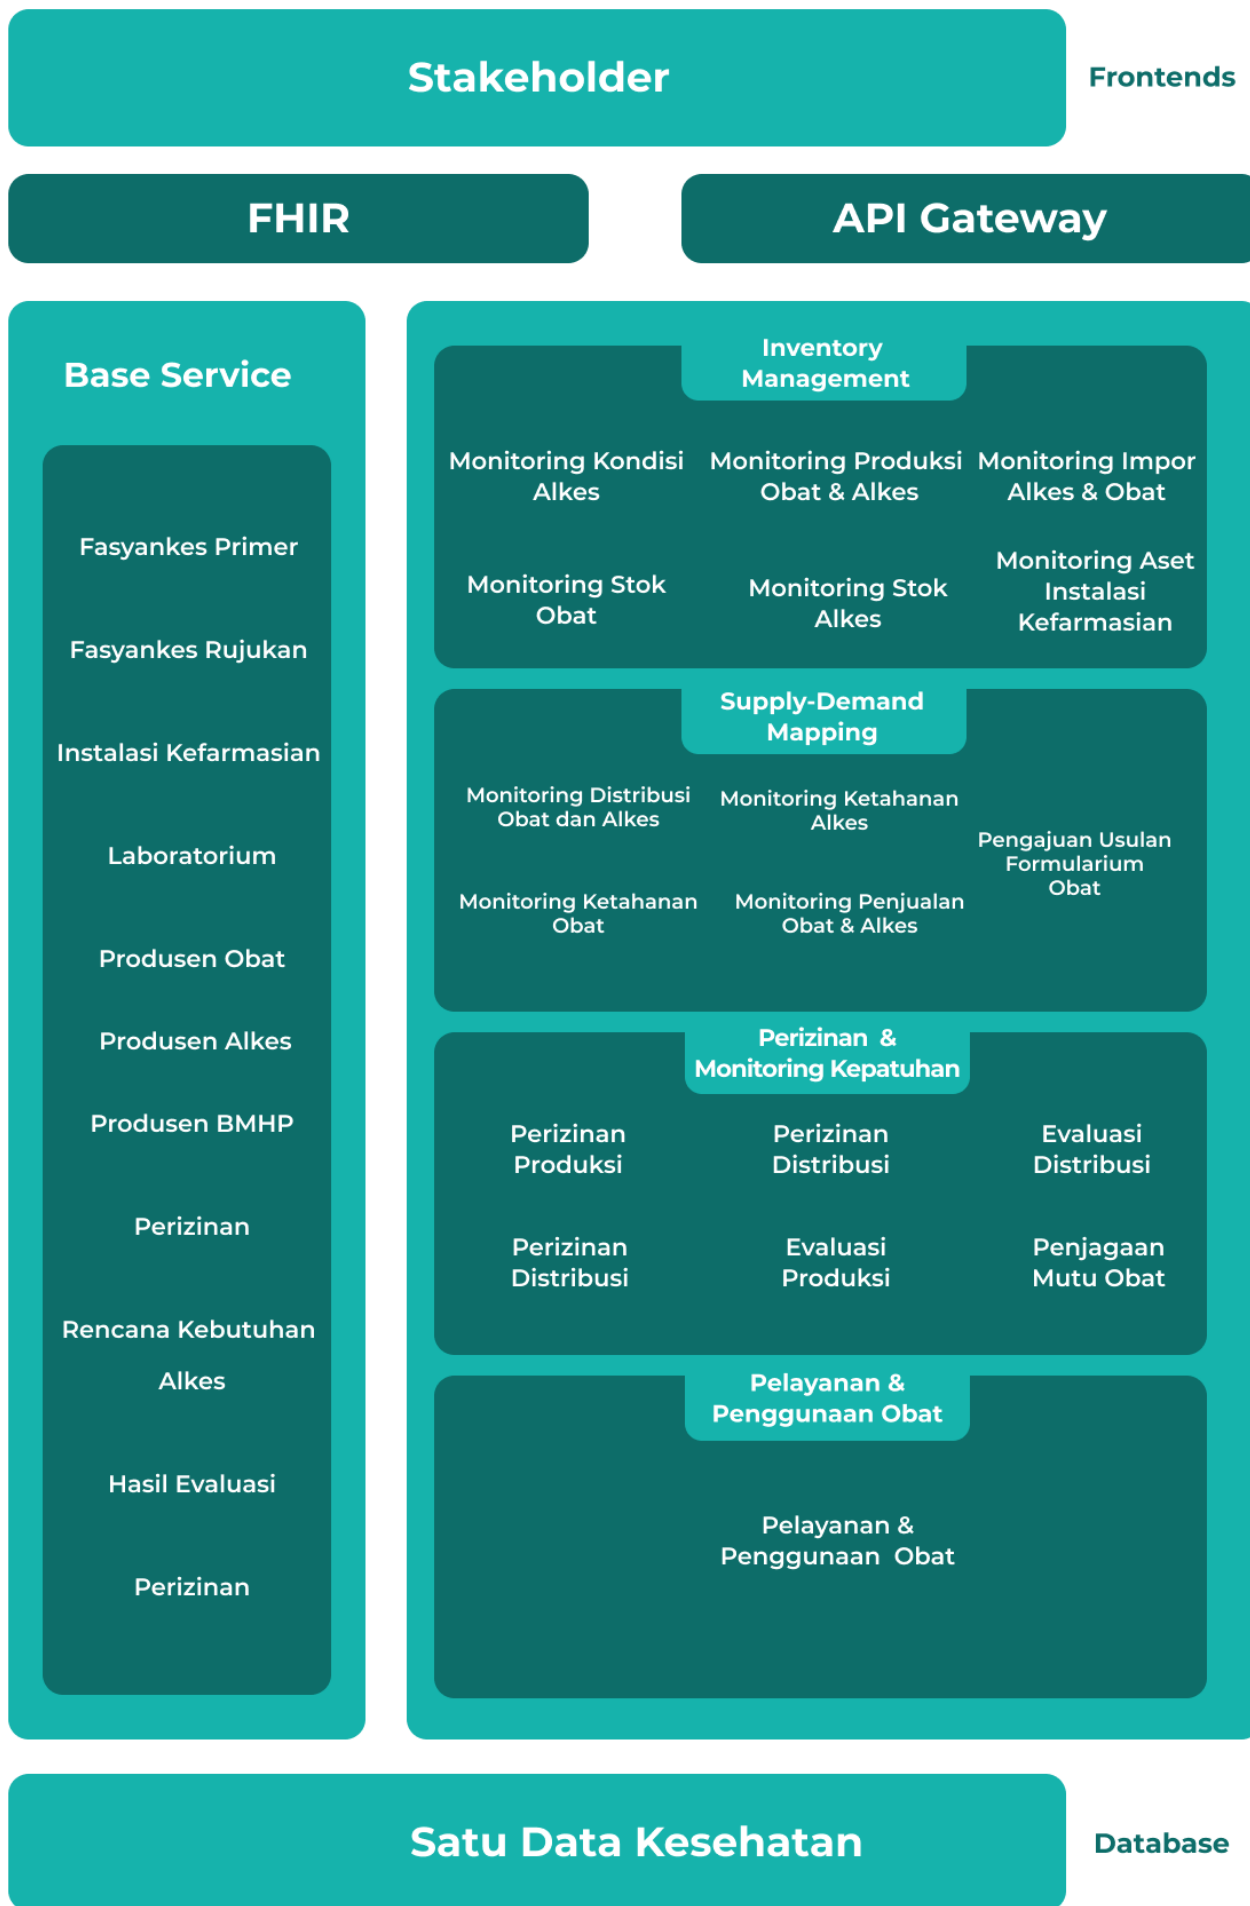 Stakeholder
Frontends
FHIR
API Gateway
Base Service
Fasyankes Primer
Fasyankes Rujukan
Instalasi Kefarmasian
Laboratorium
Produsen Obat
Produsen Alkes
Produsen BMHP
Perizinan
Rencana Kebutuhan
Alkes
Hasil Evaluasi
Perizinan
Inventory
Management
Monitoring Kondisi
Alkes
Monitoring Produksi
Obat & Alkes
Monitoring Impor
Alkes & Obat
Monitoring Stok
Obat
Monitoring Stok
Alkes
Monitoring Aset
Instalasi
Kefarmasian
Supply-Demand
Mapping
Monitoring Distribusi
Obat dan Alkes
Monitoring Ketahanan
Alkes
Pengajuan Usulan
Formularium
Obat
Monitoring Ketahanan
Obat
Monitoring Penjualan
Obat & Alkes
Perizinan &
Monitoring Kepatuhan
Perizinan
Produksi
Perizinan
Distribusi
Evaluasi
Distribusi
Perizinan
Distribusi
Evaluasi
Produksi
Penjagaan
Mutu Obat
Pelayanan &
Penggunaan Obat
Pelayanan &
Penggunaan Obat
Satu Data Kesehatan
Database